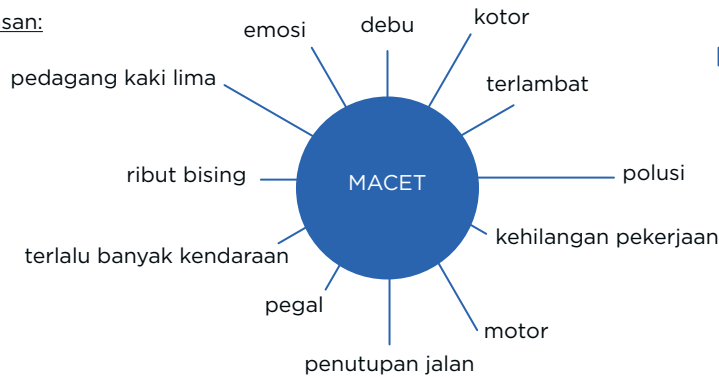 san:
emosi
debu
kotor
pedagang kaki lima
terlambat
ribut bising
MACET
polusi
terlalu banyak kendaraan
kehilangan pekerjaan
pegal
motor
penutupan jalan